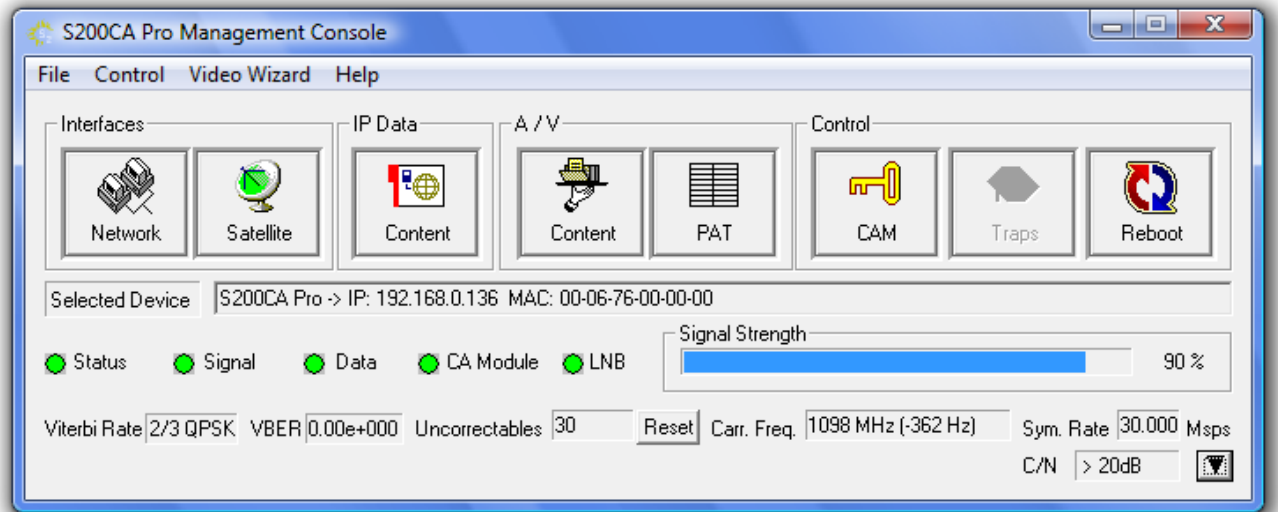 S200CA Pro Management Console
File Control Video Wizard Help
Interfaces IP Data A / V Control
Network Satellite Content Content PAT CAM Traps Reboot
Selected Device S200CA Pro -> IP: 192.168.0.136 MAC: 00-06-76-00-00-00
Signal Strength
Status Signal Data CA Module LNB 90 %
Viterbi Rate 2/3 QPSK VBER 0.00e+000 Uncorrectables 30 Reset Carr. Freq. 1098 MHz (-362 Hz) Sym. Rate 30.000 Msps
C/N > 20dB